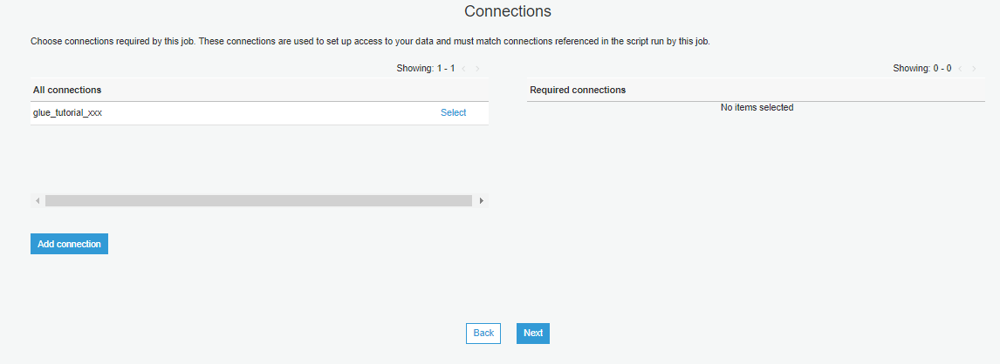 Connections
Choose connections required by this job. These connections are used to set up access to your data and must match connections referenced in the script run by this job.
Showing: 1 - 1 < >
Showing: 0 - 0 < >
All connections
Required connections
glue_tutorial_xxx Select
No items selected
Add connection
Back Next